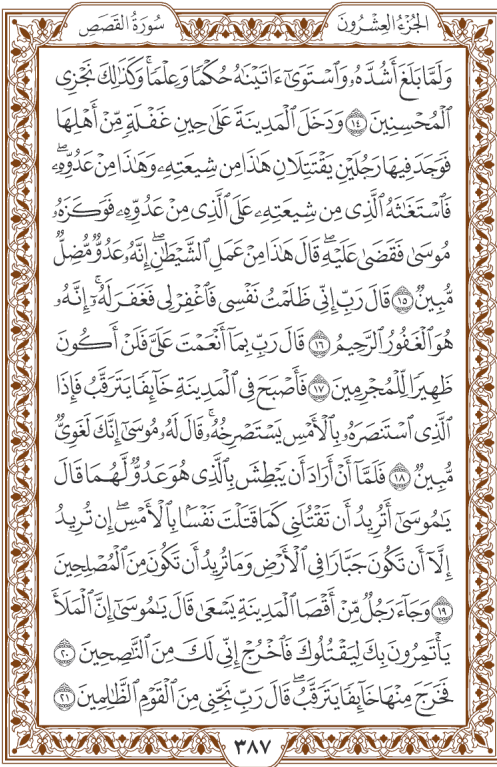 الجُزْءُ العِشْرُونَ
سُورَةُ القَصَصِ
وَلَمَّا بَلَغَ أَشُدَّهُۥ وَٱسْتَوَىٰٓ ءَاتَيْنَٰهُ حُكْمًا وَعِلْمًاۚ وَكَذَٰلِكَ نَجْزِى
ٱلْمُحْسِنِينَ ١٤ وَدَخَلَ ٱلْمَدِينَةَ عَلَىٰ حِينِ غَفْلَةٍ مِّنْ أَهْلِهَا
فَوَجَدَ فِيهَا رَجُلَيْنِ يَقْتَتِلَانِ هَٰذَا مِن شِيعَتِهِۦ وَهَٰذَا مِنْ عَدُوِّهِۦۖ
فَٱسْتَغَٰثَهُ ٱلَّذِى مِن شِيعَتِهِۦ عَلَى ٱلَّذِى مِنْ عَدُوِّهِۦ فَوَكَزَهُۥ
مُوسَىٰ فَقَضَىٰ عَلَيْهِۖ قَالَ هَٰذَا مِنْ عَمَلِ ٱلشَّيْطَٰنِۖ إِنَّهُۥ عَدُوٌّ مُّضِلٌّ
مُّبِينٌ ١٥ قَالَ رَبِّ إِنِّى ظَلَمْتُ نَفْسِى فَٱغْفِرْ لِى فَغَفَرَ لَهُۥٓۚ إِنَّهُۥ
هُوَ ٱلْغَفُورُ ٱلرَّحِيمُ ١٦ قَالَ رَبِّ بِمَآ أَنْعَمْتَ عَلَىَّ فَلَنْ أَكُونَ
ظَهِيرًا لِّلْمُجْرِمِينَ ١٧ فَأَصْبَحَ فِى ٱلْمَدِينَةِ خَآئِفًا يَتَرَقَّبُ فَإِذَا
ٱلَّذِى ٱسْتَنصَرَهُۥ بِٱلْأَمْسِ يَسْتَصْرِخُهُۥۚ قَالَ لَهُۥ مُوسَىٰٓ إِنَّكَ لَغَوِىٌّ
مُّبِينٌ ١٨ فَلَمَّآ أَنْ أَرَادَ أَن يَبْطِشَ بِٱلَّذِى هُوَ عَدُوٌّ لَّهُمَا قَالَ
يَٰمُوسَىٰٓ أَتُرِيدُ أَن تَقْتُلَنِى كَمَا قَتَلْتَ نَفْسًۢا بِٱلْأَمْسِۖ إِن تُرِيدُ
إِلَّآ أَن تَكُونَ جَبَّارًا فِى ٱلْأَرْضِ وَمَا تُرِيدُ أَن تَكُونَ مِنَ ٱلْمُصْلِحِينَ
١٩ وَجَآءَ رَجُلٌ مِّنْ أَقْصَا ٱلْمَدِينَةِ يَسْعَىٰ قَالَ يَٰمُوسَىٰٓ إِنَّ ٱلْمَلَأَ
يَأْتَمِرُونَ بِكَ لِيَقْتُلُوكَ فَٱخْرُجْ إِنِّى لَكَ مِنَ ٱلنَّٰصِحِينَ ٢٠
فَخَرَجَ مِنْهَا خَآئِفًا يَتَرَقَّبُۖ قَالَ رَبِّ نَجِّنِى مِنَ ٱلْقَوْمِ ٱلظَّٰلِمِينَ ٢١
٣٨٧